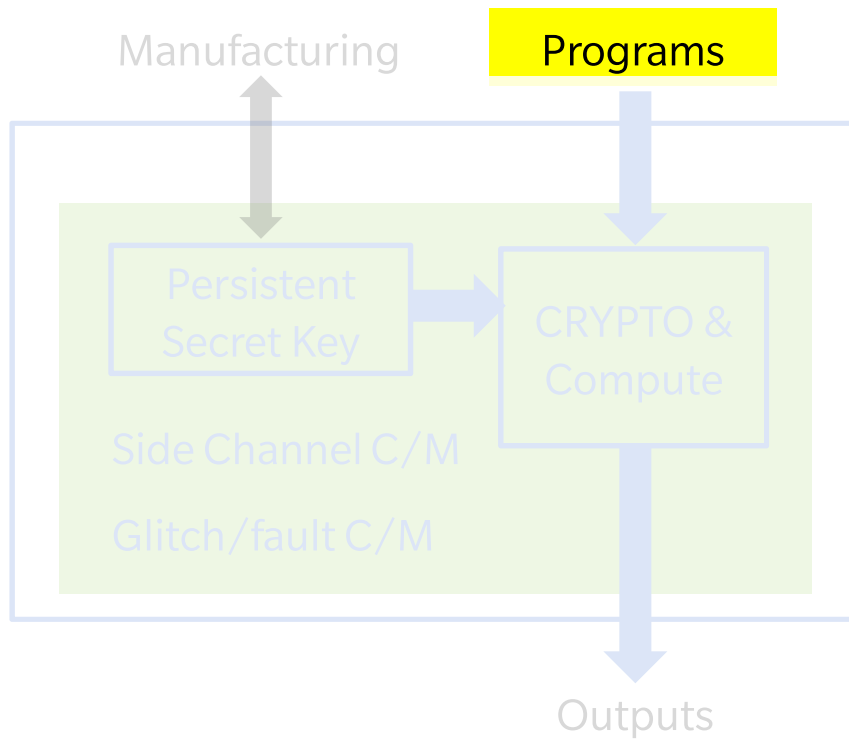 Manufacturing
Programs
Persistent
Secret Key
CRYPTO &
Compute
Side Channel C/M
Glitch/fault C/M
Outputs